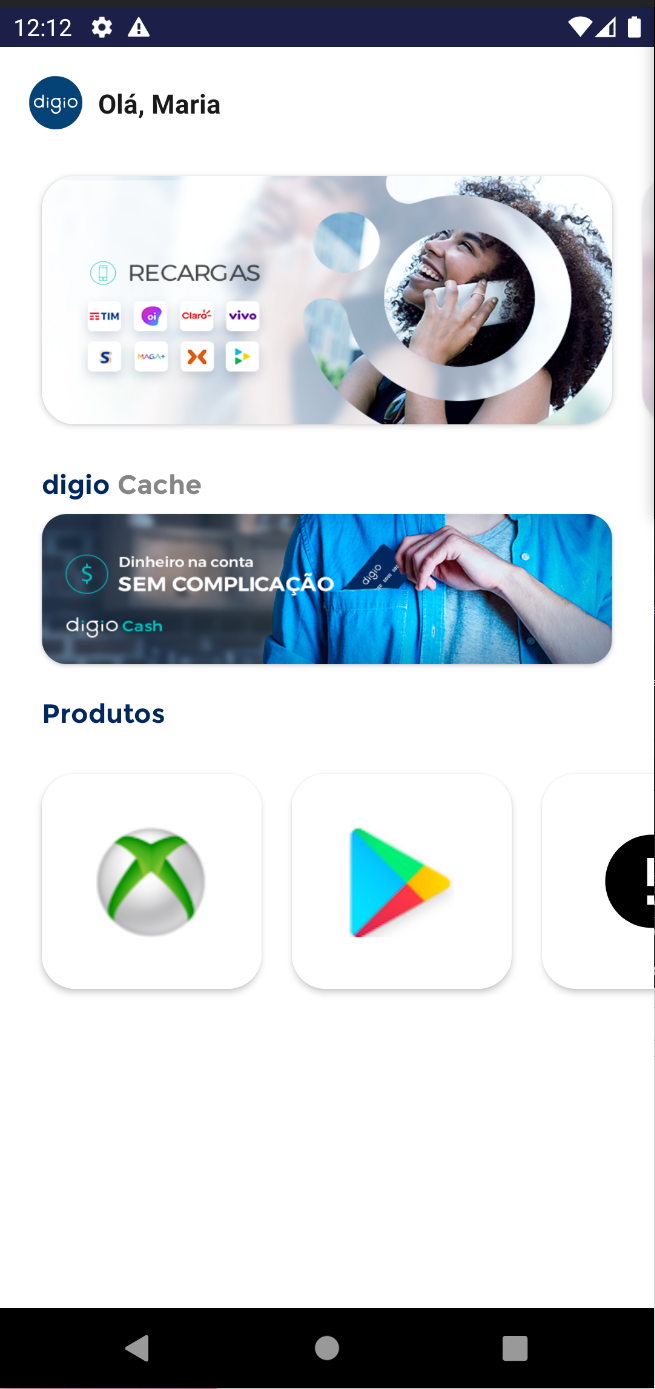 12:12
digio
Olá, Maria
RECARGAS
TIM
oi
Claro
vivo
S
MAGA+
digio Cache
Dinheiro na conta
SEM COMPLICAÇÃO
digio
digio Cash
Produtos